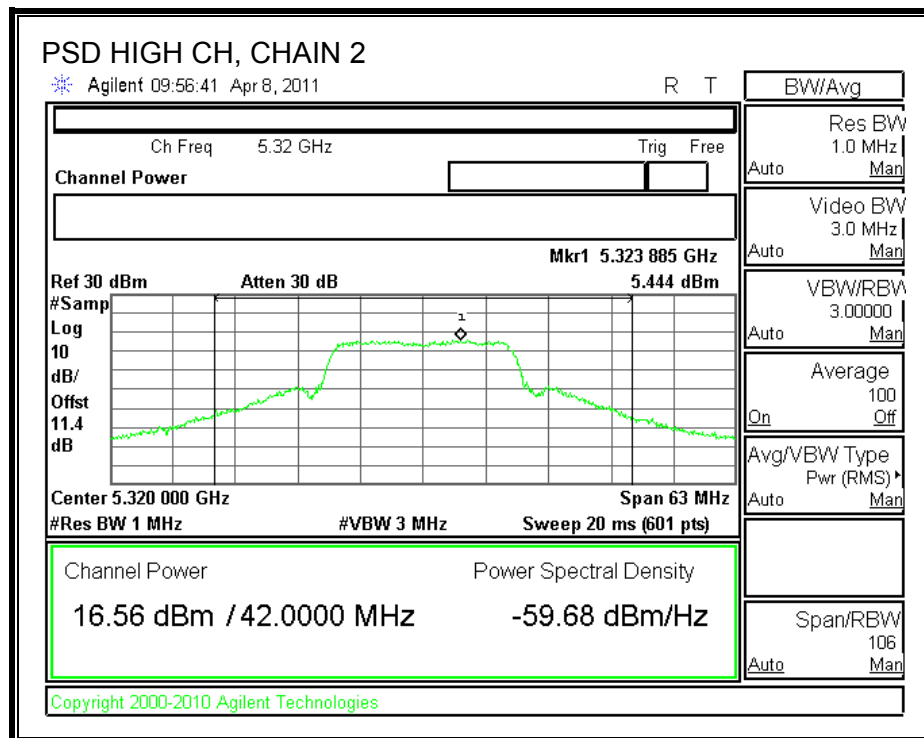 PSD HIGH CH, CHAIN 2
Agilent 09:56:41 Apr 8, 2011 R T
BW/Avg
Ch Freq 5.32 GHz Trig Free
Channel Power
Res BW
1.0 MHz
Auto Man
Video BW
3.0 MHz
Auto Man
Mkr1 5.323 885 GHz
Ref 30 dBm Atten 30 dB 5.444 dBm
#Samp
Log
10
dB/
Offst
11.4
dB
1
VBW/RBW
3.00000
Auto Man
Average
100
On Off
Avg/VBW Type
Pwr (RMS)
Auto Man
Center 5.320 000 GHz Span 63 MHz
#Res BW 1 MHz #VBW 3 MHz Sweep 20 ms (601 pts)
Channel Power Power Spectral Density
16.56 dBm / 42.0000 MHz -59.68 dBm/Hz
Span/RBW
106
Auto Man
Copyright 2000-2010 Agilent Technologies